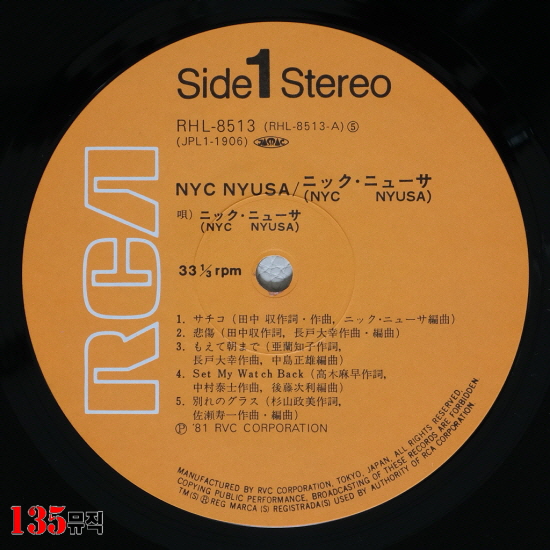 Side 1 Stereo
RHL-8513 (RHL-8513-A) ⑤
(JPL1-1906) JASRAC
NYC NYUSA/ニック・ニューサ
(NYC NYUSA)
唄) ニック・ニューサ
(NYC NYUSA)
33 1/3 rpm
RCA
1. サチコ (田中 収作詞・作曲, ニック・ニューサ編曲)
2. 悲傷 (田中収作詞, 長戸大幸作曲・編曲)
3. もえて朝まで (亜蘭知子作詞,
長戸大幸作曲, 中島正雄編曲)
4. Set My Watch Back (高木麻早作詞,
中村泰士作曲, 後藤次利編曲)
5. 別れのグラス (杉山政美作詞,
佐瀬寿一作曲・編曲)
Ⓟ '81 RVC CORPORATION
MANUFACTURED BY RVC CORPORATION, TOKYO, JAPAN, ALL RIGHTS RESERVED.
COPYING PUBLIC PERFORMANCE, BROADCASTING OF THESE RECORDS ARE FORBIDDEN.
TM(S) ® REG MARCA (S) REGISTRADA(S) USED BY AUTHORITY OF RCA CORPORATION.
135뮤직